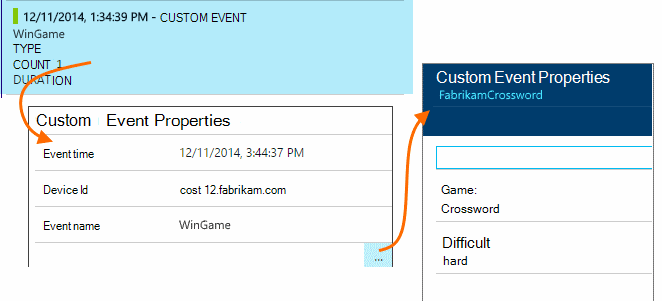 12/11/2014, 1:34:39 PM - CUSTOM EVENT
WinGame
TYPE
COUNT 1
DURATION
Custom Event Properties
Event time 12/11/2014, 3:44:37 PM
Device Id cost 12.fabrikam.com
Event name WinGame
...
Custom Event Properties
FabrikamCrossword
Game:
Crossword
Difficult
hard